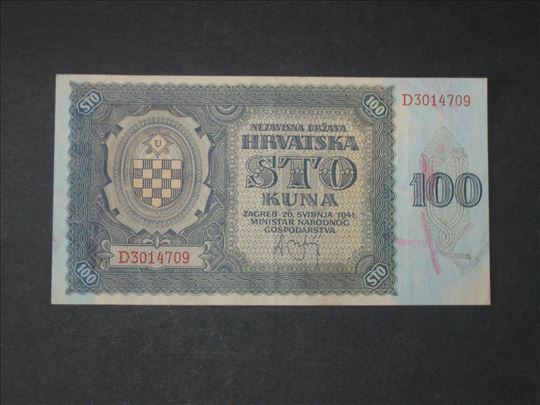 STO
100
D3014709
U
NEZAVISNA DRŽAVA
HRVATSKA
STO
KUNA
ZAGREB 26. SVIBNJA 1941.
MINISTAR NARODNOG
GOSPODARSTVA
100
D3014709
100
STO